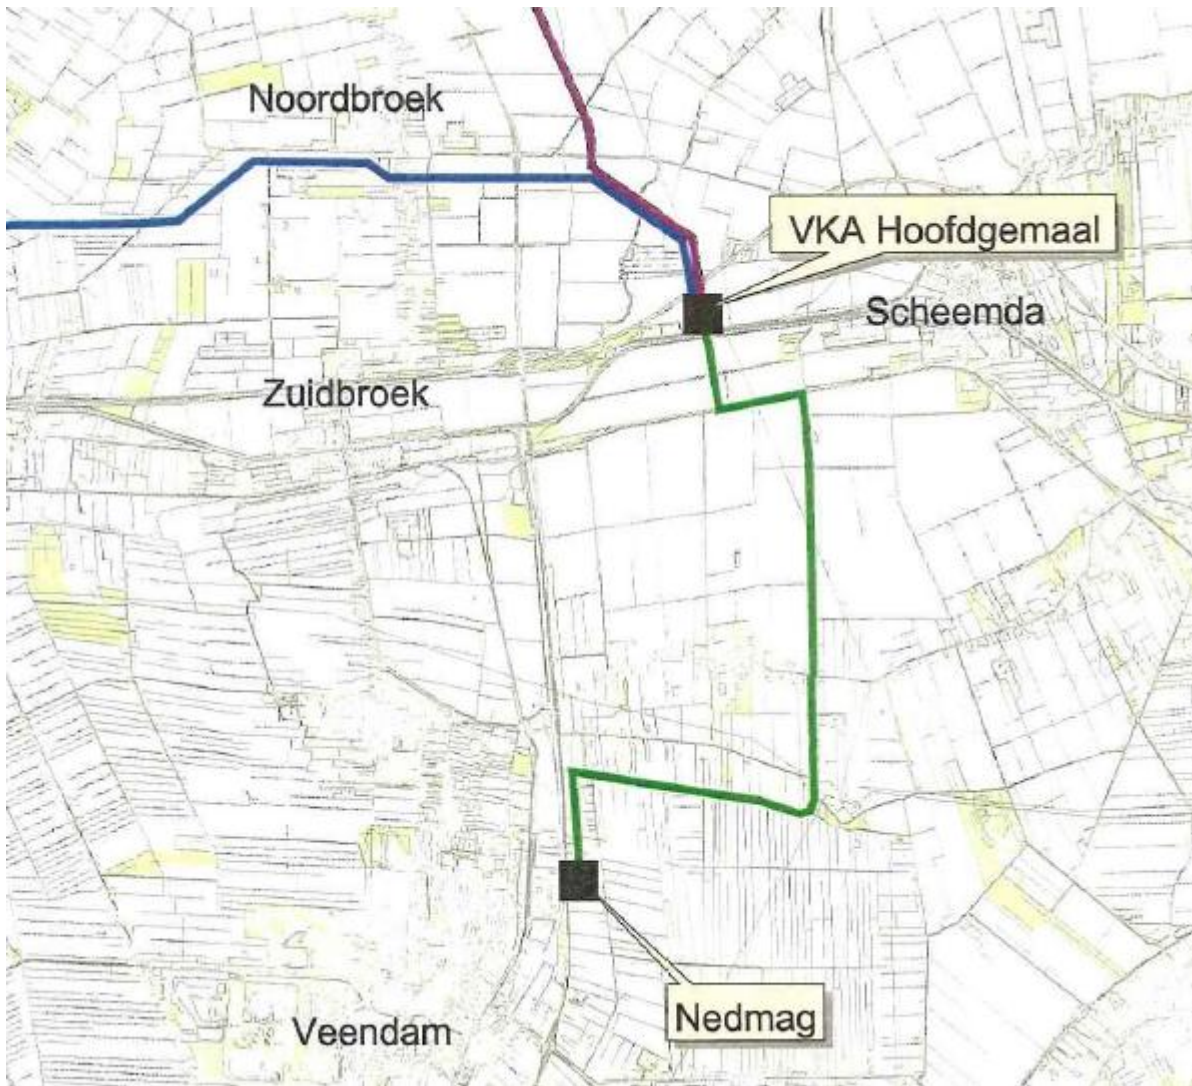 Noordbroek
VKA Hoofdgemaal
Scheemda
Zuidbroek
Nedmag
Veendam